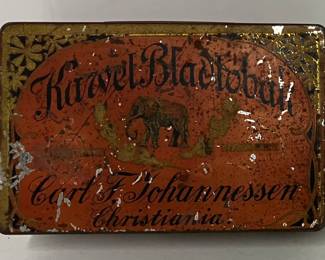 Karvel Bladtobak
Carl F. Johannessen
Christiania.